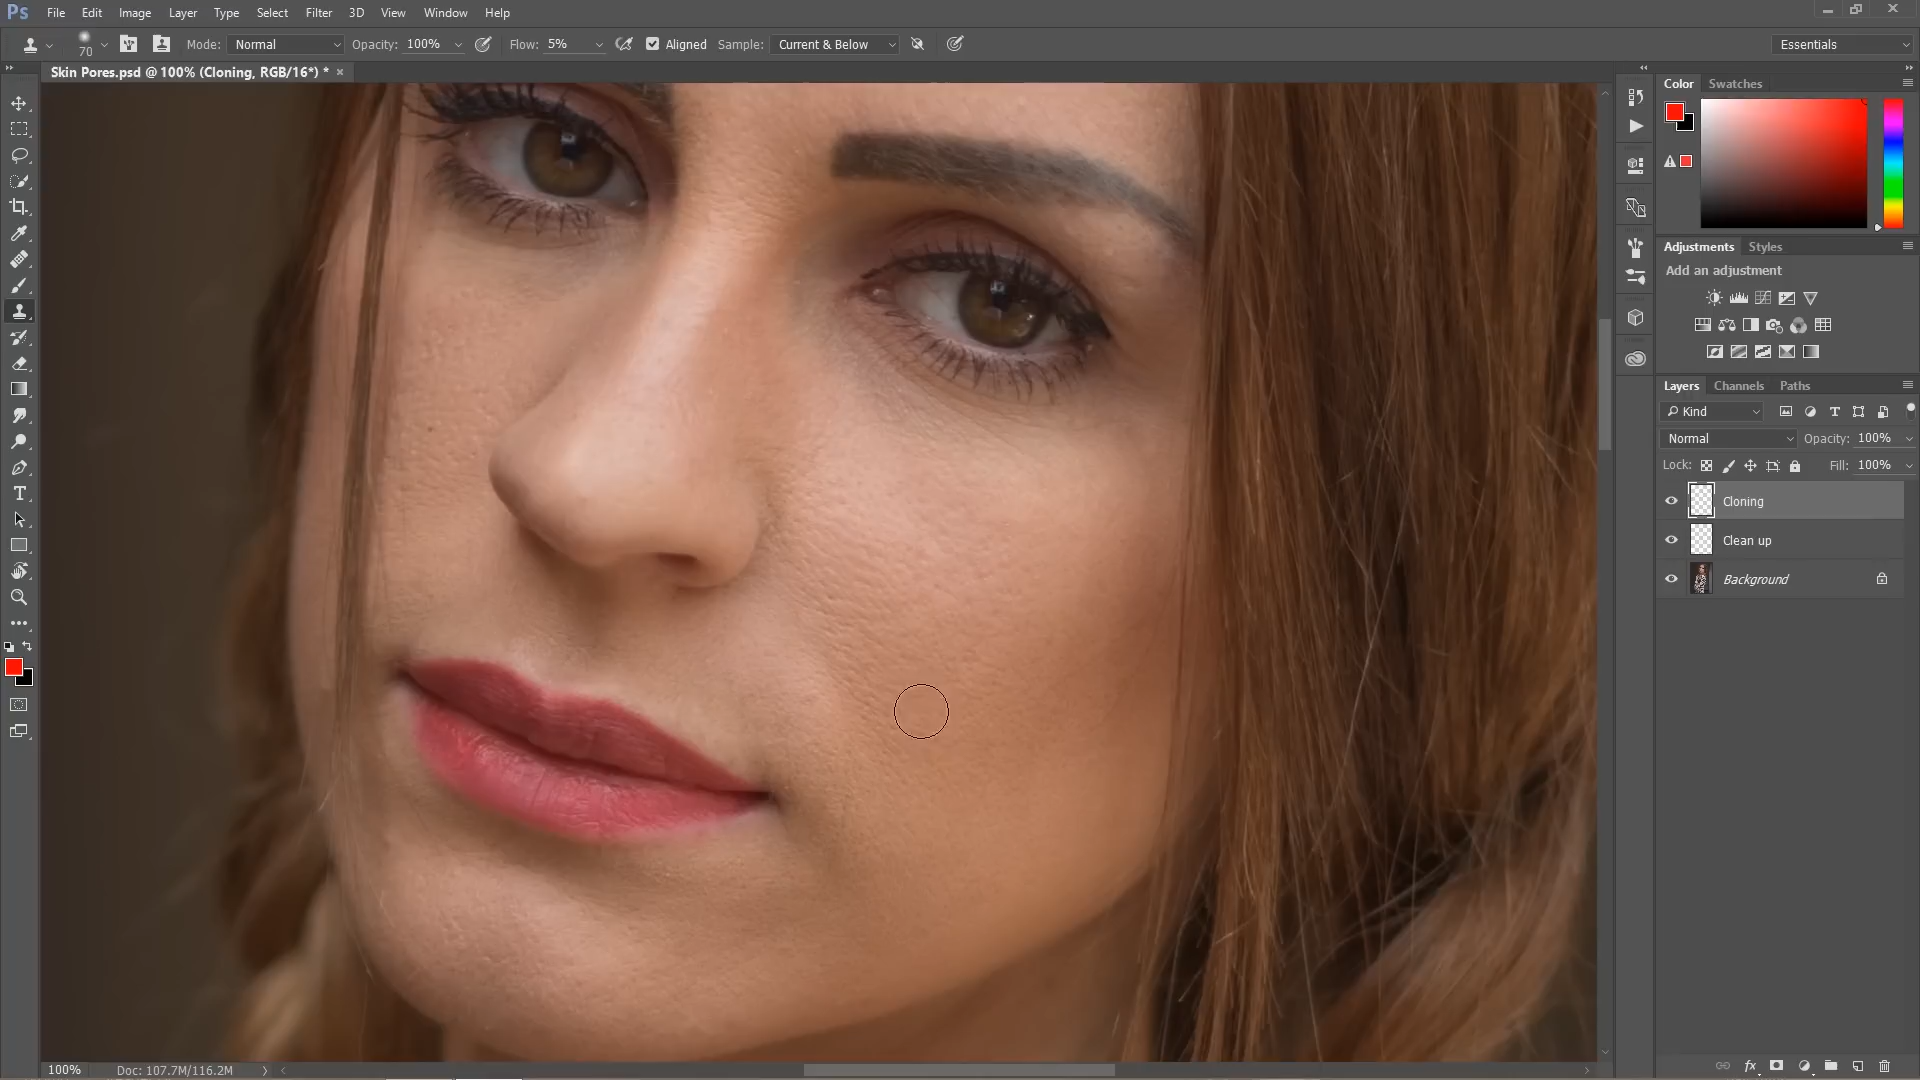 Ps File Edit Image Layer Type Select Filter 3D View Window Help
70 Mode: Normal Opacity: 100% Flow: 5% Aligned Sample: Current & Below Essentials
Skin Pores.psd @ 100% (Cloning, RGB/16*) * ×
Color Swatches
Adjustments Styles
Add an adjustment
Layers Channels Paths
Kind
Normal Opacity: 100%
Lock: Fill: 100%
Cloning
Clean up
Background
100% Doc: 107.7M/116.2M